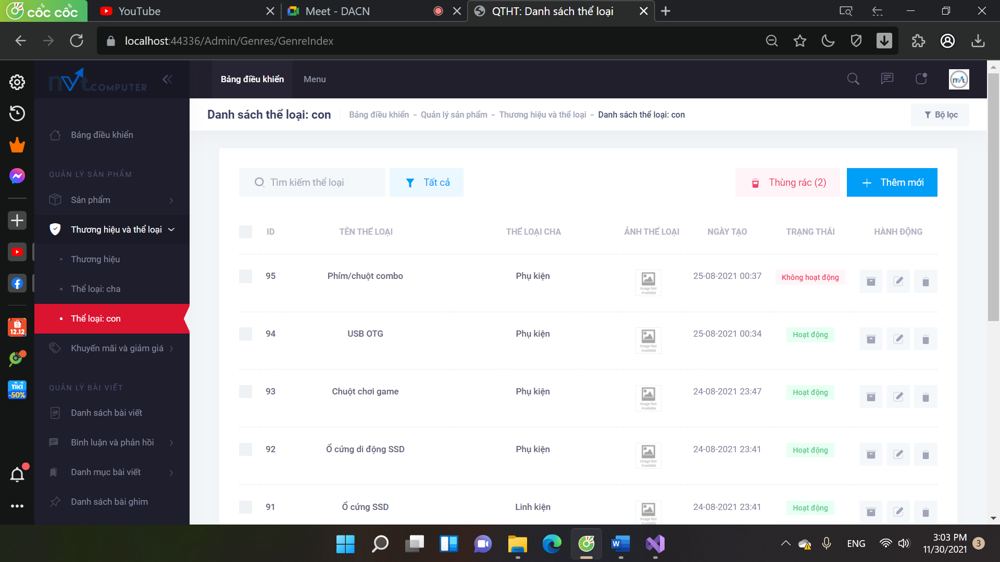 cốc cốc
YouTube
Meet - DACN
QTHT: Danh sách thể loại
localhost:44336/Admin/Genres/GenreIndex
nvt COMPUTER
Bảng điều khiển
Menu
nvt
Danh sách thể loại: con
Bảng điều khiển - Quản lý sản phẩm - Thương hiệu và thể loại - Danh sách thể loại: con
Bộ lọc
Bảng điều khiển
QUẢN LÝ SẢN PHẨM
Sản phẩm
Thương hiệu và thể loại
Thương hiệu
Thể loại: cha
Thể loại: con
Khuyến mãi và giảm giá
QUẢN LÝ BÀI VIẾT
Danh sách bài viết
Bình luận và phản hồi
Danh mục bài viết
Danh sách bài ghim
12.12
TIKI
-50%
Tìm kiếm thể loại
Tất cả
Thùng rác (2)
Thêm mới
ID TÊN THỂ LOẠI THỂ LOẠI CHA ẢNH THỂ LOẠI NGÀY TẠO TRẠNG THÁI HÀNH ĐỘNG
95 Phím/chuột combo Phụ kiện Image Not Available 25-08-2021 00:37 Không hoạt động
94 USB OTG Phụ kiện Image Not Available 25-08-2021 00:34 Hoạt động
93 Chuột chơi game Phụ kiện Image Not Available 24-08-2021 23:47 Hoạt động
92 Ổ cứng di động SSD Phụ kiện Image Not Available 24-08-2021 23:41 Hoạt động
91 Ổ cứng SSD Linh kiện Image Not Available 24-08-2021 23:41 Hoạt động
W
ENG
3:03 PM
11/30/2021
3